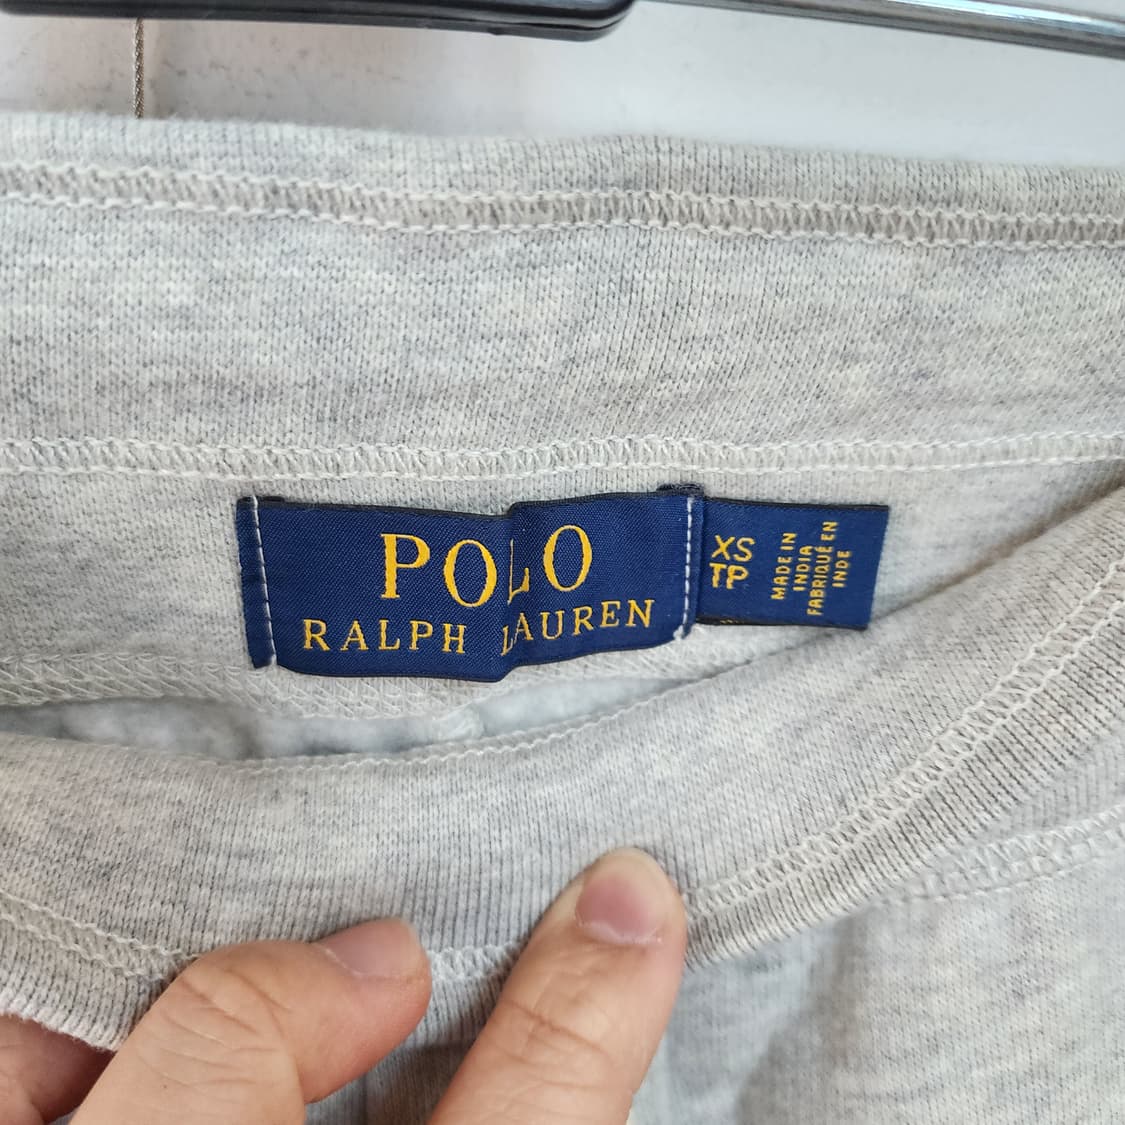 POLO
RALPH LAUREN
XS
TP
MADE IN
INDIA
FABRIQUÉ EN
INDE